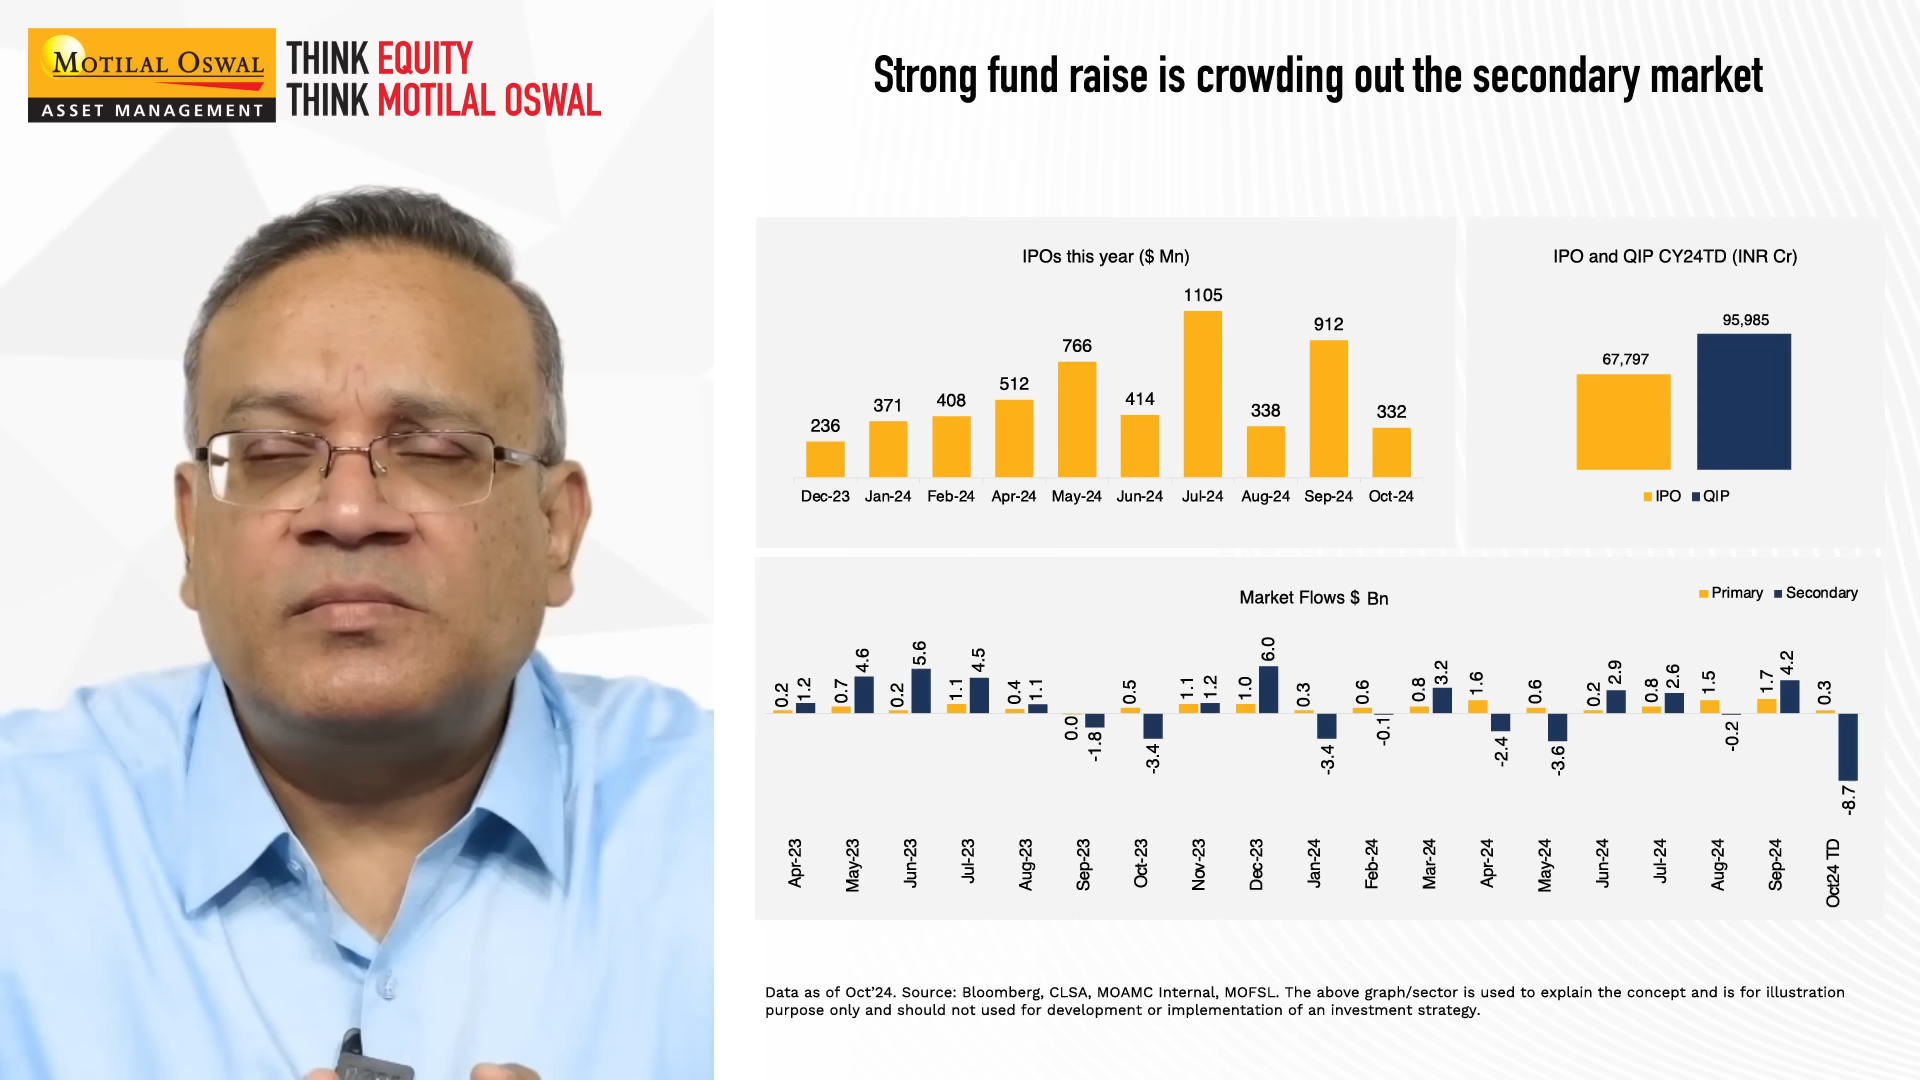 MOTILAL OSWAL
ASSET MANAGEMENT
THINK EQUITY
THINK MOTILAL OSWAL
Strong fund raise is crowding out the secondary market
IPOs this year ($ Mn)
236 371 408 512 766 414 1105 338 912 332
Dec-23 Jan-24 Feb-24 Apr-24 May-24 Jun-24 Jul-24 Aug-24 Sep-24 Oct-24
IPO and QIP CY24TD (INR Cr)
67,797 95,985
IPO QIP
Market Flows $ Bn
Primary Secondary
0.2 1.2 0.7 4.6 0.2 5.6 1.1 4.5 0.4 1.1 0.0 -1.8 0.5 -3.4 1.1 1.2 1.0 6.0 0.3 -3.4 0.6 -0.1 0.8 3.2 1.6 -2.4 0.6 -3.6 0.2 2.9 0.8 2.6 1.5 -0.2 1.7 4.2 0.3 -8.7
Apr-23 May-23 Jun-23 Jul-23 Aug-23 Sep-23 Oct-23 Nov-23 Dec-23 Jan-24 Feb-24 Mar-24 Apr-24 May-24 Jun-24 Jul-24 Aug-24 Sep-24 Oct24 TD
Data as of Oct’24. Source: Bloomberg, CLSA, MOAMC Internal, MOFSL. The above graph/sector is used to explain the concept and is for illustration
purpose only and should not used for development or implementation of an investment strategy.